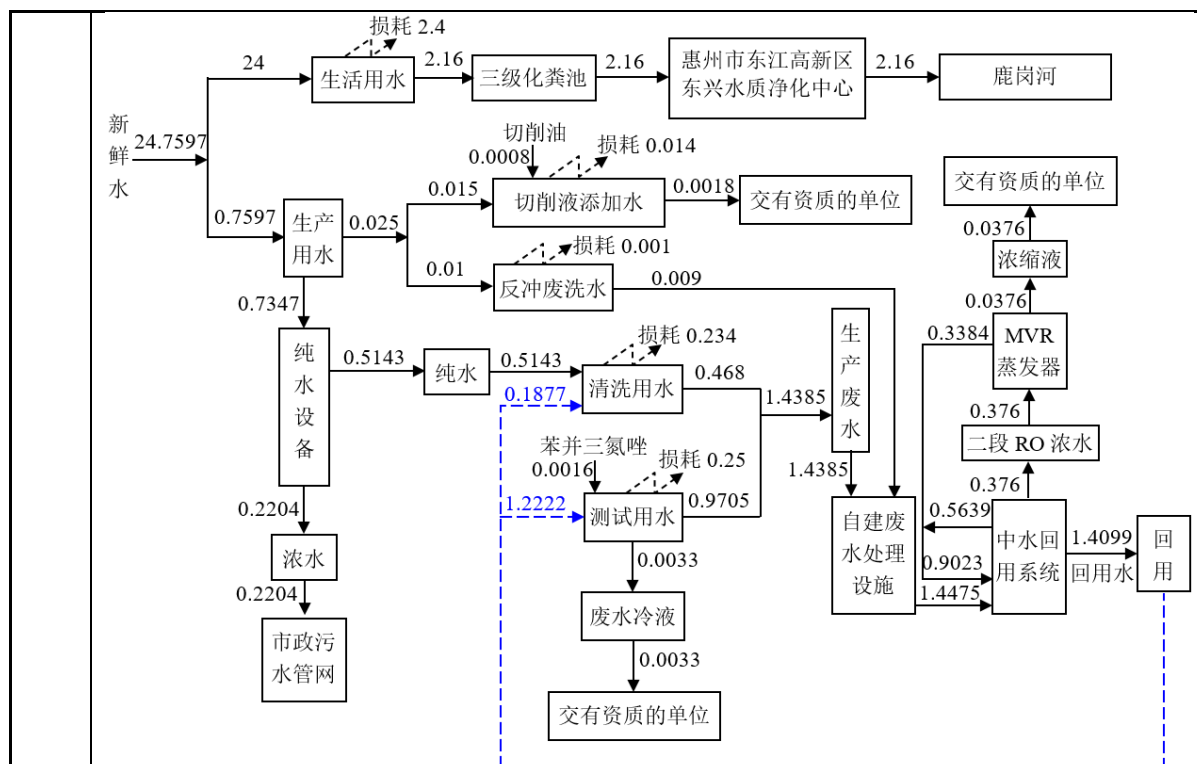 新
鲜
水
24.7597
24
损耗 2.4
生活用水
2.16
三级化粪池
2.16
惠州市东江高新区
东兴水质净化中心
2.16
鹿岗河
0.7597
生产
用水
0.025
0.015
切削油
0.0008
损耗 0.014
切削液添加水
0.0018
交有资质的单位
0.01
损耗 0.001
反冲废洗水
0.009
0.7347
纯
水
设
备
0.5143
纯水
0.5143
损耗 0.234
清洗用水
0.468
0.1877
苯并三氮唑
0.0016
损耗 0.25
1.2222
测试用水
0.9705
1.4385
生
产
废
水
1.4385
0.0033
废水冷液
0.0033
交有资质的单位
0.2204
浓水
0.2204
市政污
水管网
自建废
水处理
设施
1.4475
0.9023
0.5639
中水回
用系统
1.4099
回用水
回
用
0.376
二段 RO 浓水
0.376
MVR
蒸发器
0.3384
0.0376
浓缩液
0.0376
交有资质的单位